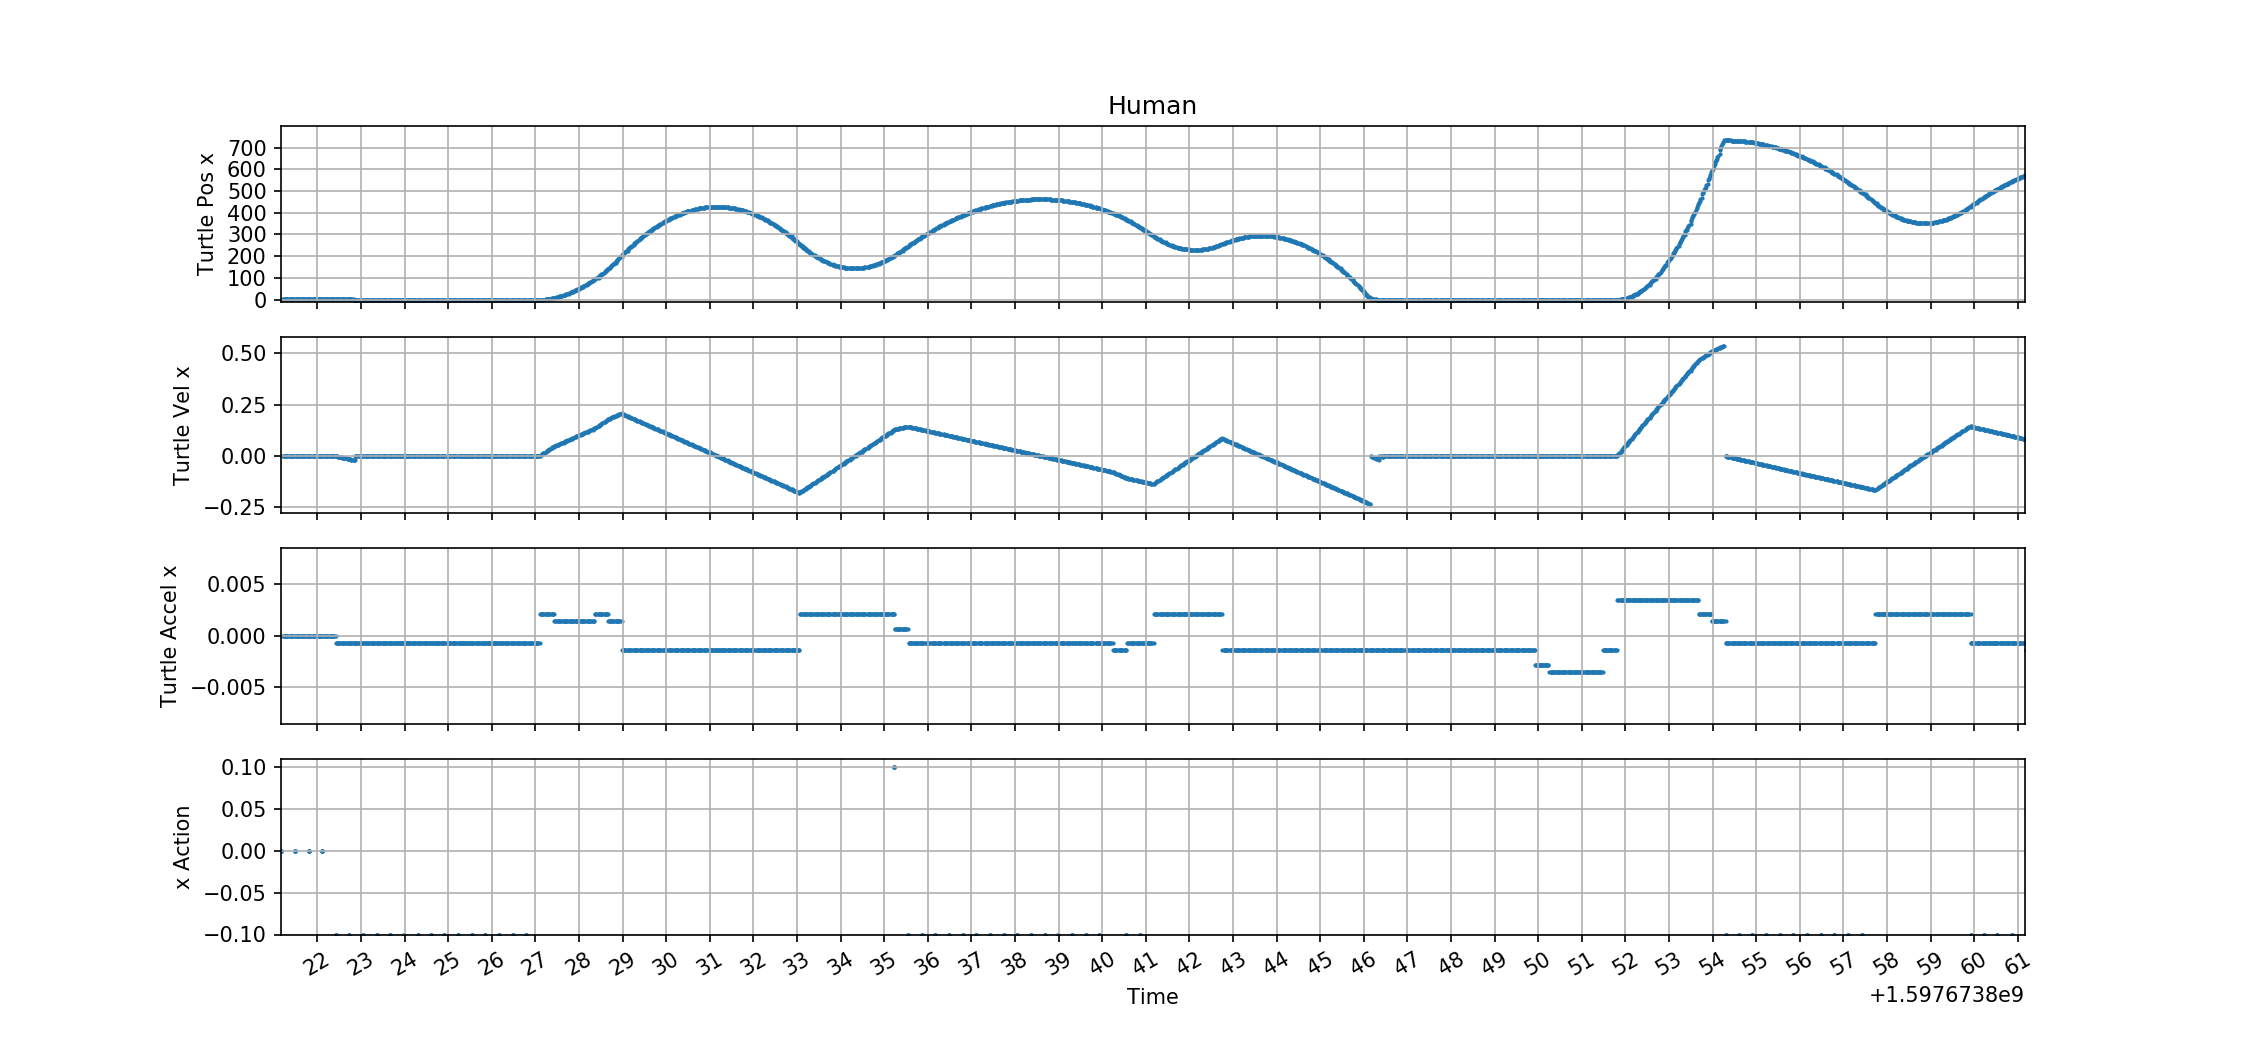 Human
Turtle Pos x
700
600
500
400
300
200
100
0
Turtle Vel x
0.50
0.25
0.00
−0.25
Turtle Accel x
0.005
0.000
−0.005
x Action
0.10
0.05
0.00
−0.05
−0.10
22 23 24 25 26 27 28 29 30 31 32 33 34 35 36 37 38 39 40 41 42 43 44 45 46 47 48 49 50 51 52 53 54 55 56 57 58 59 60 61
Time
+1.5976738e9